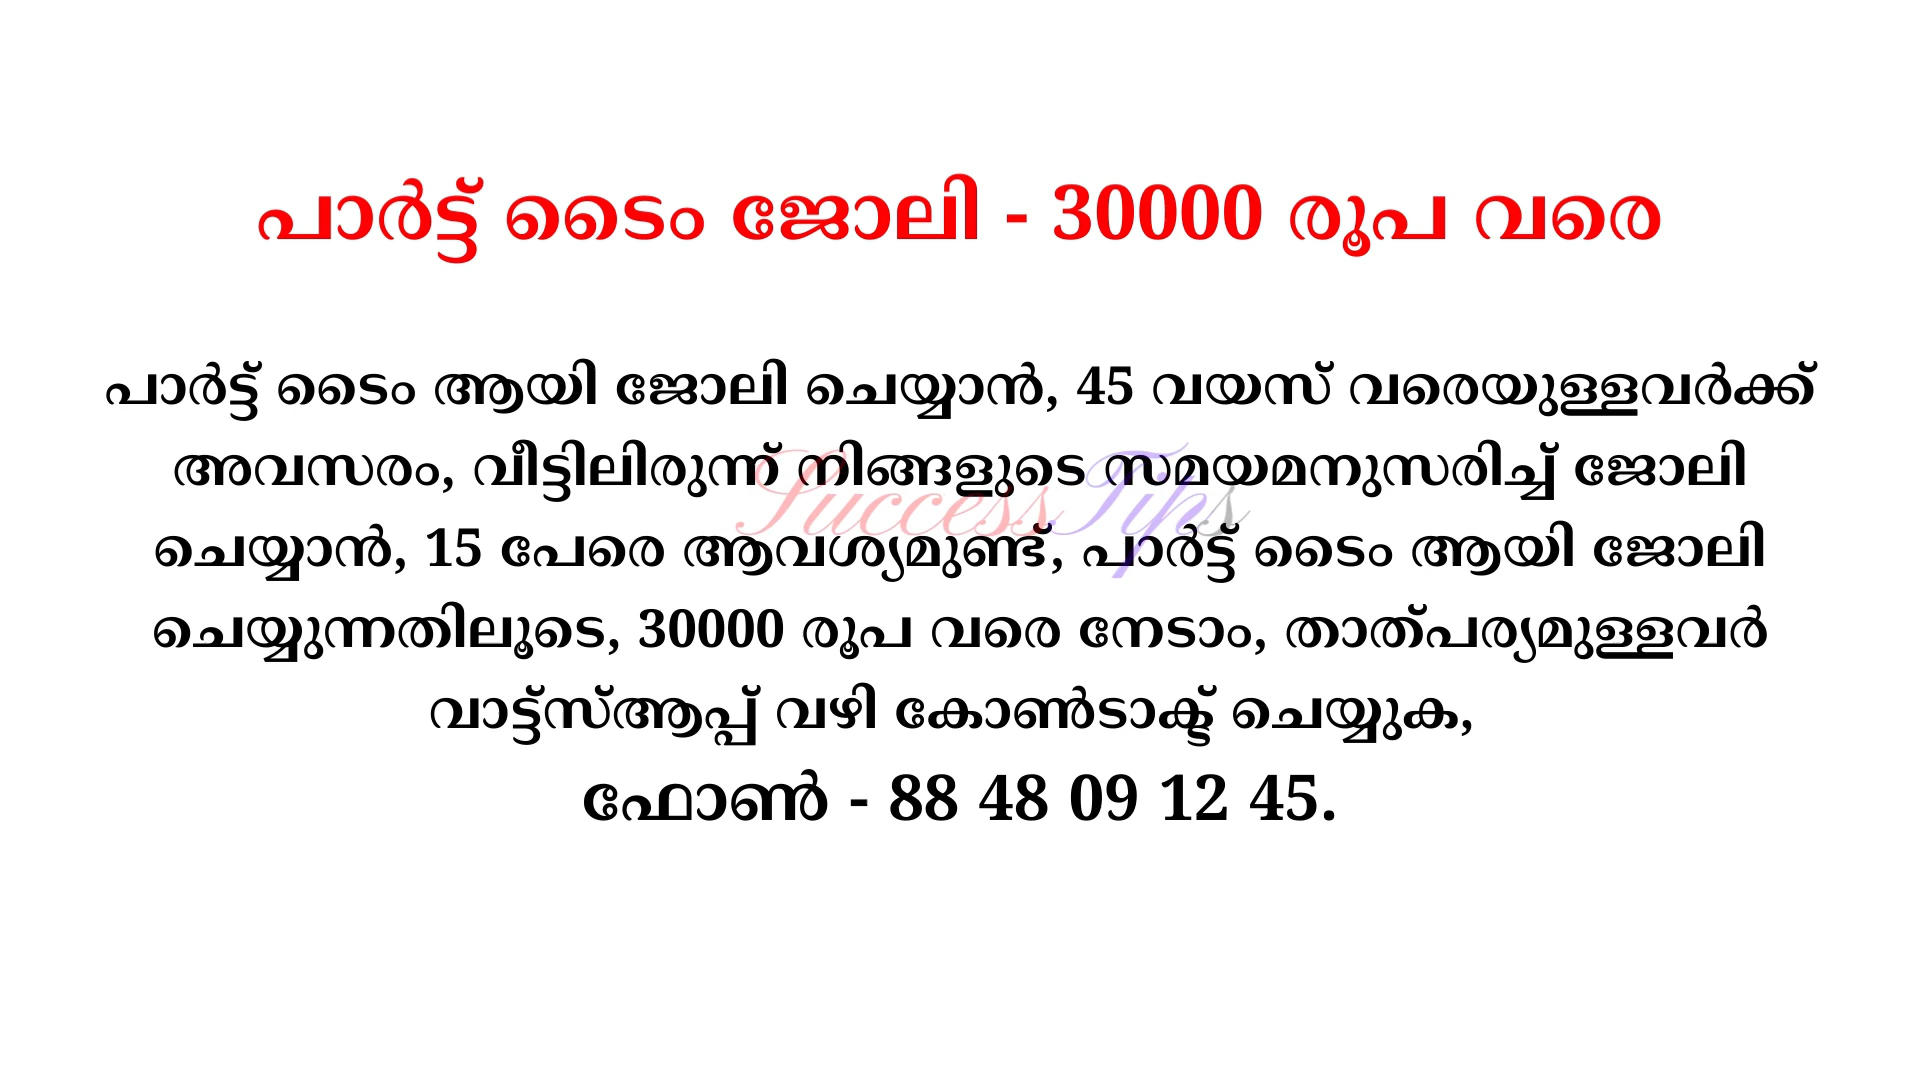 പാർട്ട് ടൈം ജോലി - 30000 രൂപ വരെ
പാർട്ട് ടൈം ആയി ജോലി ചെയ്യാൻ, 45 വയസ് വരെയുള്ളവർക്ക്
അവസരം, വീട്ടിലിരുന്ന് നിങ്ങളുടെ സമയമനുസരിച്ച് ജോലി
SuccessTips
ചെയ്യാൻ, 15 പേരെ ആവശ്യമുണ്ട്, പാർട്ട് ടൈം ആയി ജോലി
ചെയ്യുന്നതിലൂടെ, 30000 രൂപ വരെ നേടാം, താത്പര്യമുള്ളവർ
വാട്ട്സ്ആപ്പ് വഴി കോൺടാക്ട് ചെയ്യുക,
ഫോൺ - 88 48 09 12 45.